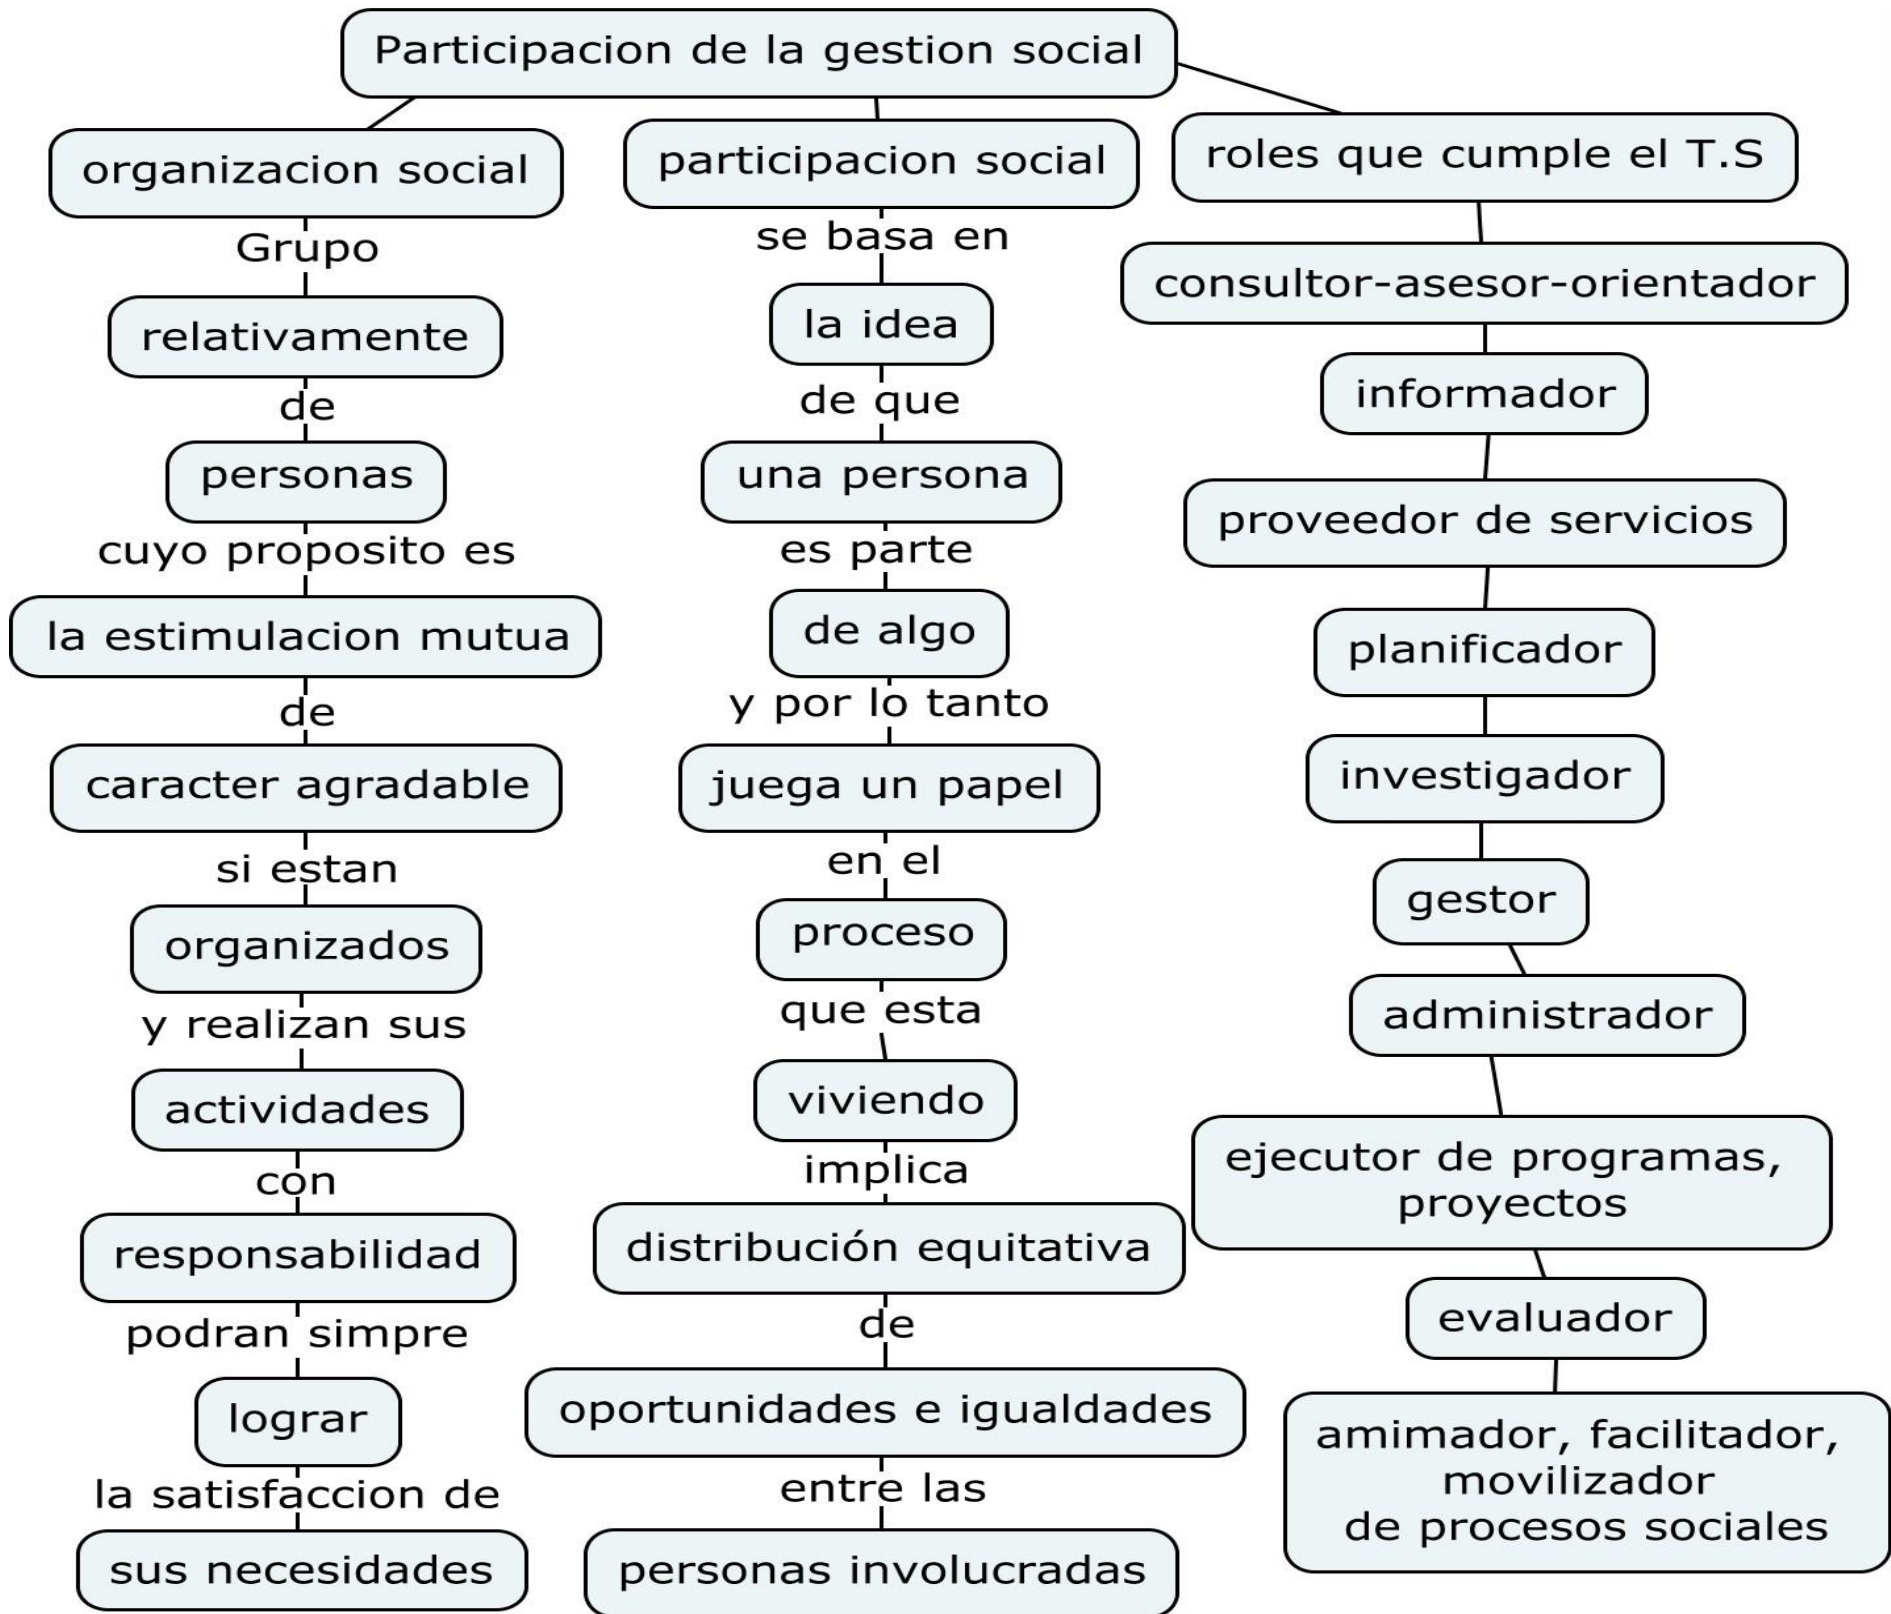 Participacion de la gestion social
organizacion social
Grupo
relativamente
de
personas
cuyo proposito es
la estimulacion mutua
de
caracter agradable
si estan
organizados
y realizan sus
actividades
con
responsabilidad
podran simpre
lograr
la satisfaccion de
sus necesidades
participacion social
se basa en
la idea
de que
una persona
es parte
de algo
y por lo tanto
juega un papel
en el
proceso
que esta
viviendo
implica
distribución equitativa
de
oportunidades e igualdades
entre las
personas involucradas
roles que cumple el T.S
consultor-asesor-orientador
informador
proveedor de servicios
planificador
investigador
gestor
administrador
ejecutor de programas,
proyectos
evaluador
amimador, facilitador,
movilizador
de procesos sociales